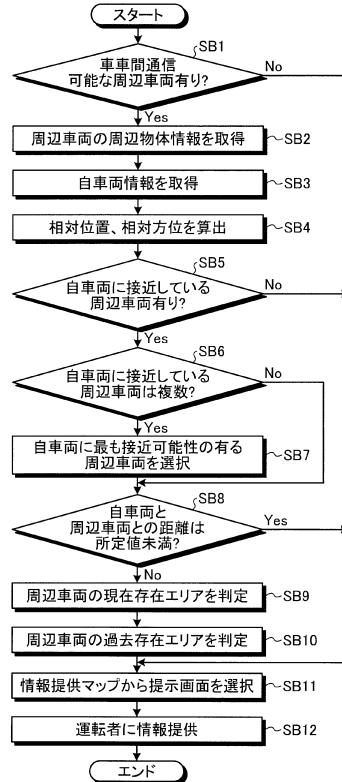 スタート
SB1
車車間通信
可能な周辺車両有り?
No
Yes
周辺車両の周辺物体情報を取得
SB2
自車両情報を取得
SB3
相対位置、相対方位を算出
SB4
SB5
自車両に接近している
周辺車両有り?
No
Yes
SB6
自車両に接近している
周辺車両は複数?
No
Yes
自車両に最も接近可能性の有る
周辺車両を選択
SB7
SB8
自車両と
周辺車両との距離は
所定値未満?
Yes
No
周辺車両の現在存在エリアを判定
SB9
周辺車両の過去存在エリアを判定
SB10
情報提供マップから提示画面を選択
SB11
運転者に情報提供
SB12
エンド